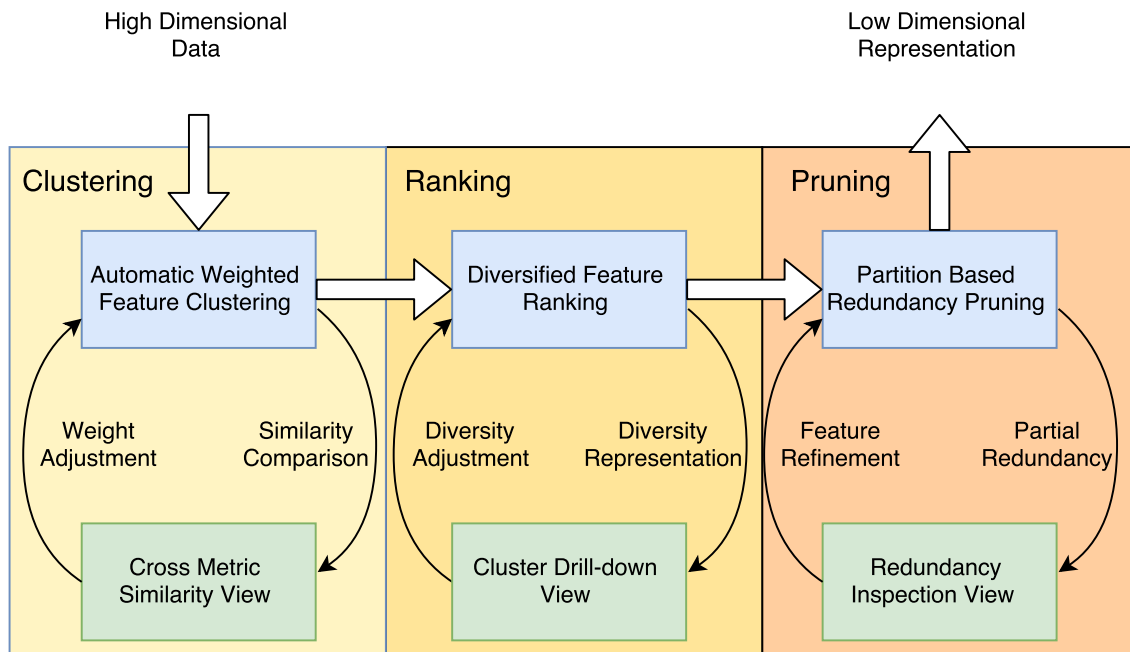 High Dimensional
Data
Low Dimensional
Representation
Clustering
Ranking
Pruning
Automatic Weighted
Feature Clustering
Diversified Feature
Ranking
Partition Based
Redundancy Pruning
Weight
Adjustment
Similarity
Comparison
Diversity
Adjustment
Diversity
Representation
Feature
Refinement
Partial
Redundancy
Cross Metric
Similarity View
Cluster Drill-down
View
Redundancy
Inspection View